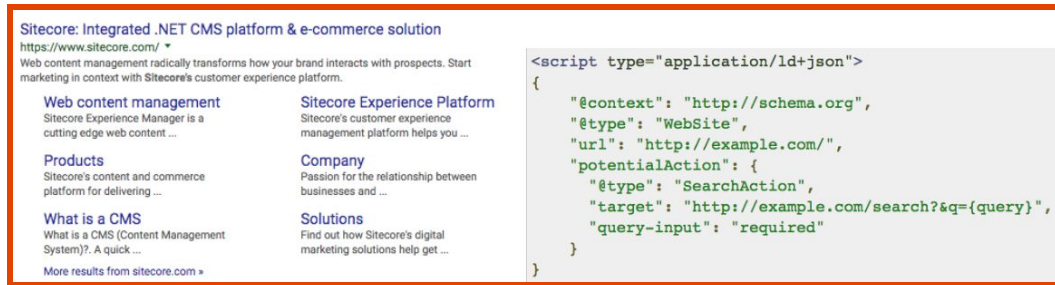 Sitecore: Integrated .NET CMS platform & e-commerce solution
https://www.sitecore.com/
Web content management radically transforms how your brand interacts with prospects. Start
marketing in context with Sitecore's customer experience platform.
Web content management
Sitecore Experience Manager is a
cutting edge web content ...
Sitecore Experience Platform
Sitecore's customer experience
management platform helps you ...
Products
Sitecore's content and commerce
platform for delivering ...
Company
Passion for the relationship between
businesses and ...
What is a CMS
What is a CMS (Content Management
System)?. A quick ...
Solutions
Find out how Sitecore's digital
marketing solutions help get ...
More results from sitecore.com »
<script type="application/ld+json">
{
"@context": "http://schema.org",
"@type": "WebSite",
"url": "http://example.com/",
"potentialAction": {
"@type": "SearchAction",
"target": "http://example.com/search?&q={query}",
"query-input": "required"
}
}